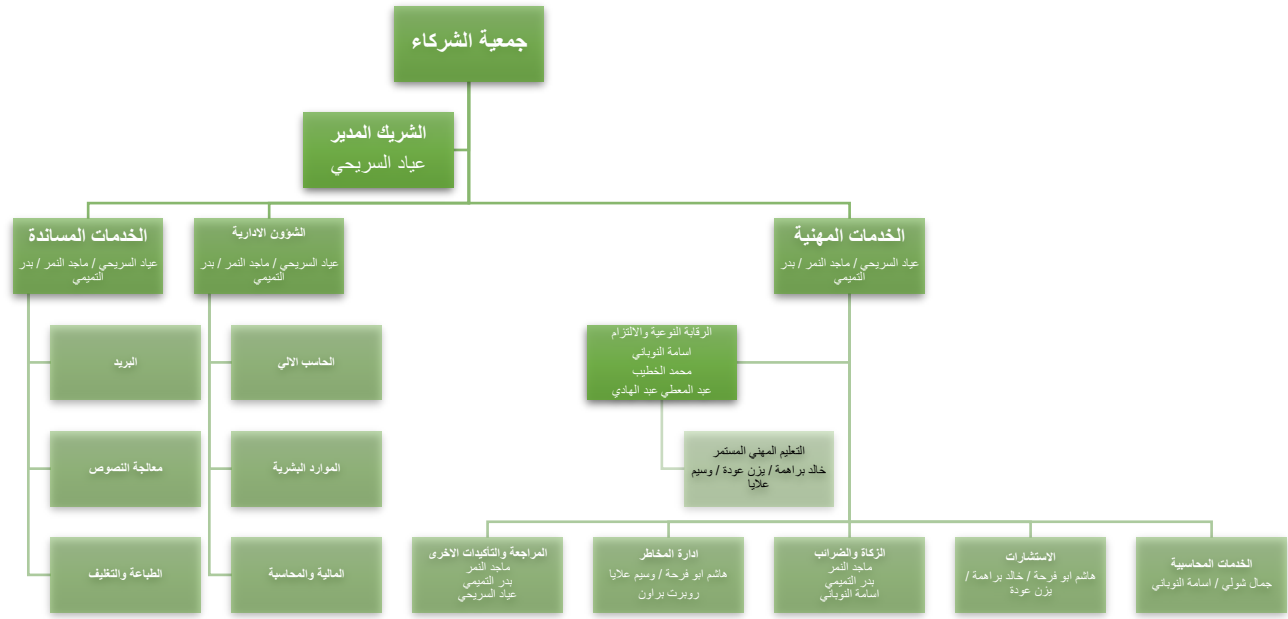 جمعية الشركاء
الشريك المدير
عياد السريحي
الخدمات المهنية
عياد السريحي / ماجد النمر / بدر
التميمي
الشؤون الادارية
عياد السريحي / ماجد النمر / بدر
التميمي
الخدمات المساندة
عياد السريحي / ماجد النمر / بدر
التميمي
الرقابة النوعية والالتزام
اسامة النوباني
محمد الخطيب
عبد المعطي عبد الهادي
التعليم المهني المستمر
خالد براهمة / يزن عودة / وسيم
علايا
الخدمات المحاسبية
جمال شولي / اسامة النوباني
الاستشارات
هاشم ابو فرحة / خالد براهمة /
يزن عودة
الزكاة والضرائب
ماجد النمر
بدر التميمي
اسامة النوباني
ادارة المخاطر
هاشم ابو فرحة / وسيم علايا
روبرت براون
المراجعة والتأكيدات الاخرى
ماجد النمر
بدر التميمي
عياد السريحي
الحاسب الالي
الموارد البشرية
المالية والمحاسبة
البريد
معالجة النصوص
الطباعة والتغليف